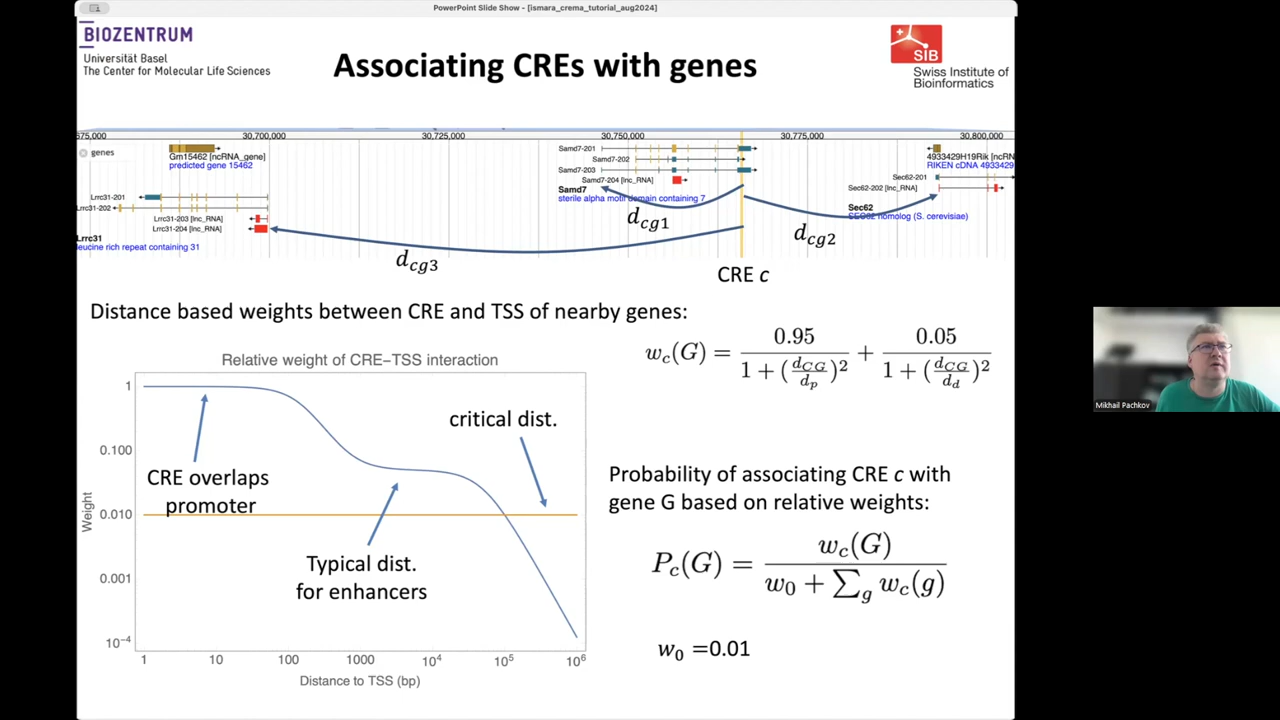 PowerPoint Slide Show - [ismara_crema_tutorial_aug2024]
BIOZENTRUM
Universität Basel
The Center for Molecular Life Sciences
Associating CREs with genes
SIB
Swiss Institute of
Bioinformatics
675,000 30,700,000 30,725,000 30,750,000 30,775,000 30,800,000
genes
Gm15462 [ncRNA_gene]
predicted gene 15462
Lrrc31-201
Lrrc31-202
Lrrc31-203 [lnc_RNA]
Lrrc31-204 [lnc_RNA]
Lrrc31
leucine rich repeat containing 31
Samd7-201
Samd7-202
Samd7-203
Samd7-204 [lnc_RNA]
Samd7
sterile alpha motif domain containing 7
4933429H19Rik [ncRN
RIKEN cDNA 4933429
Sec62-201
Sec62-202 [lnc_RNA]
Sec62
SEC62 homolog (S. cerevisiae)
d_cg1
d_cg2
d_cg3
CRE c
Distance based weights between CRE and TSS of nearby genes:
w_c(G) = 0.95 / (1 + (d_CG / d_p)^2) + 0.05 / (1 + (d_CG / d_d)^2)
Relative weight of CRE-TSS interaction
Weight
1
0.100
0.010
0.001
10^-4
critical dist.
CRE overlaps
promoter
Typical dist.
for enhancers
1 10 100 1000 10^4 10^5 10^6
Distance to TSS (bp)
Probability of associating CRE c with
gene G based on relative weights:
P_c(G) = w_c(G) / (w_0 + ∑_g w_c(g))
w_0 =0.01
Mikhail Pachkov